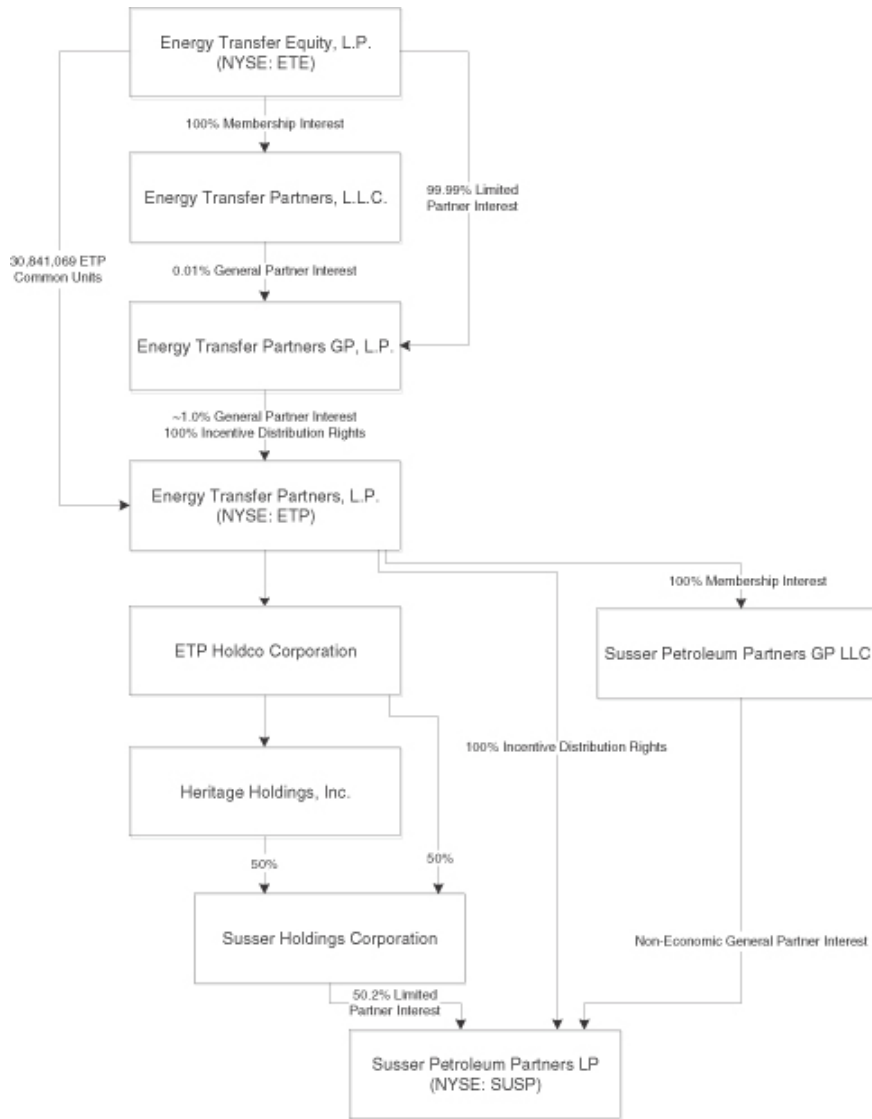 Energy Transfer Equity, L.P.
(NYSE: ETE)
100% Membership Interest
Energy Transfer Partners, L.L.C.
99.99% Limited
Partner Interest
30,841,069 ETP
Common Units
0.01% General Partner Interest
Energy Transfer Partners GP, L.P.
~1.0% General Partner Interest
100% Incentive Distribution Rights
Energy Transfer Partners, L.P.
(NYSE: ETP)
100% Membership Interest
ETP Holdco Corporation
Susser Petroleum Partners GP LLC
100% Incentive Distribution Rights
Heritage Holdings, Inc.
50%
50%
Susser Holdings Corporation
Non-Economic General Partner Interest
50.2% Limited
Partner Interest
Susser Petroleum Partners LP
(NYSE: SUSP)